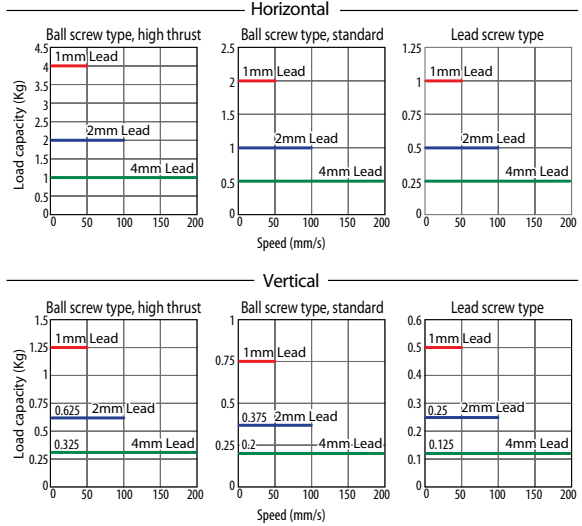 Horizontal
Ball screw type, high thrust
Ball screw type, standard
Lead screw type
4.5
4
3.5
3
2.5
2
1.5
1
0.5
0
Load capacity (Kg)
1mm Lead
2mm Lead
4mm Lead
0 50 100 150 200
2.5
2
1.5
1
0.5
0
1mm Lead
2mm Lead
4mm Lead
0 50 100 150 200
1.25
1
0.75
0.5
0.25
0
1mm Lead
2mm Lead
4mm Lead
0 50 100 150 200
Speed (mm/s)
Vertical
Ball screw type, high thrust
Ball screw type, standard
Lead screw type
1.5
1.25
1
0.75
0.5
0.25
0
Load capacity (Kg)
1mm Lead
0.625 2mm Lead
0.325 4mm Lead
0 50 100 150 200
1
0.75
0.5
0.25
0
1mm Lead
0.375 2mm Lead
0.2 4mm Lead
0 50 100 150 200
0.6
0.5
0.4
0.3
0.2
0.1
0
1mm Lead
0.25 2mm Lead
0.125 4mm Lead
0 50 100 150 200
Speed (mm/s)